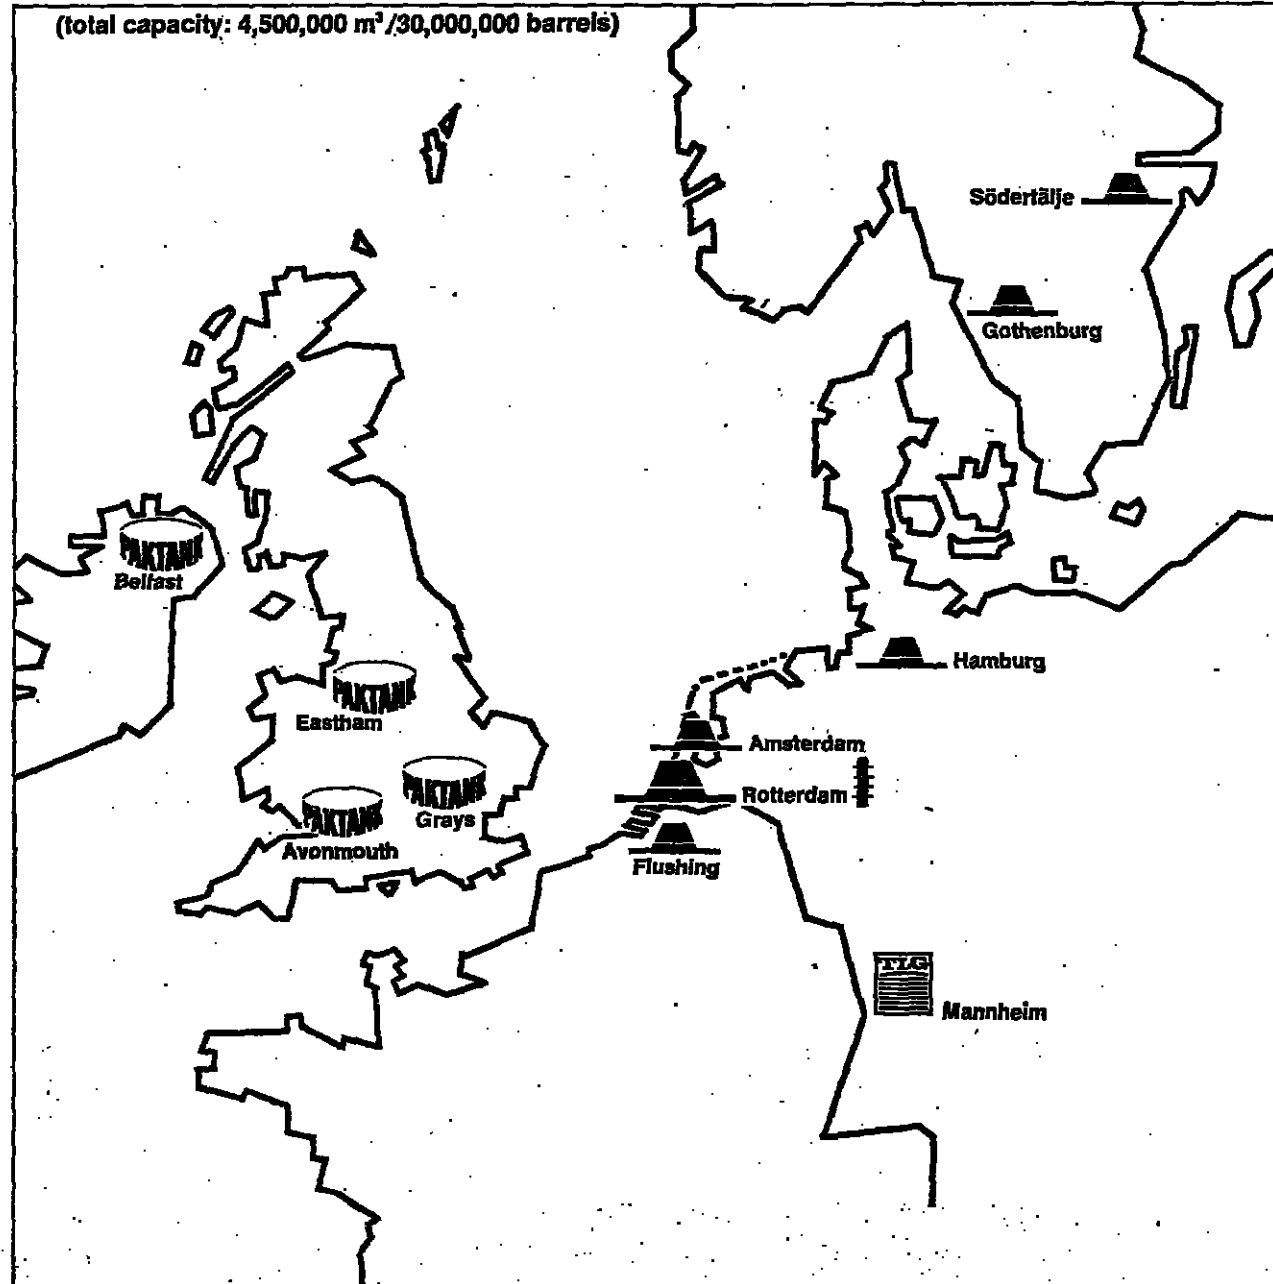 (total capacity: 4,500,000 m³/30,000,000 barrels)
Södertälje
Gothenburg
PAKTANK
Belfast
Hamburg
PAKTANK
Eastham
Amsterdam
PAKTANK
Grays
Rotterdam
PAKTANK
Avonmouth
Flushing
TLG
Mannheim